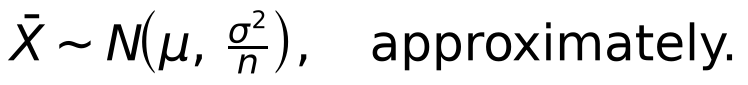 X̄ ~ N(μ, σ²/n), approximately.